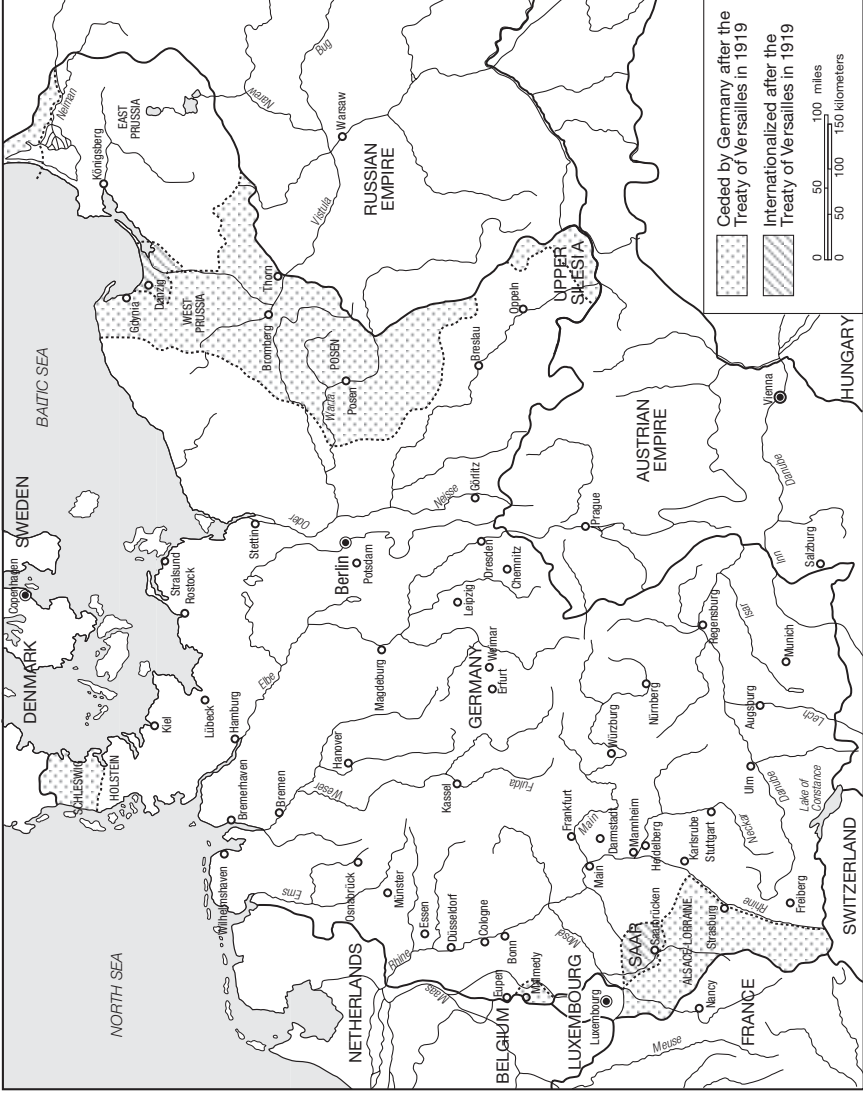 Ceded by Germany after the
Treaty of Versailles in 1919
Internationalized after the
Treaty of Versailles in 1919
0 50 100 miles
0 50 100 150 kilometers
NORTH SEA
BALTIC SEA
DENMARK
Copenhagen
SWEDEN
SCHLESWIG
HOLSTEIN
Kiel
Lübeck
Hamburg
Rostock
Stralsund
Stettin
Oder
Gdynia
Danzig
WEST
PRUSSIA
Königsberg
EAST
PRUSSIA
Neiman
Narew
Bug
Wilhelmshaven
Bremerhaven
Bremen
Ems
Weser
Elbe
Hanover
Berlin
Potsdam
Magdeburg
Bromberg
Thorn
POSEN
Posen
Warta
Vistula
Warsaw
RUSSIAN
EMPIRE
NETHERLANDS
Osnabrück
Münster
Essen
Düsseldorf
Cologne
Bonn
Rhine
Maas
Kassel
Fulda
GERMANY
Erfurt
Weimar
Leipzig
Dresden
Chemnitz
Neisse
Görlitz
Breslau
Oppeln
UPPER
SILESIA
BELGIUM
Eupen
Malmedy
LUXEMBOURG
Luxembourg
Mosel
SAAR
Saarbrücken
Frankfurt
Main
Main
Darmstadt
Mannheim
Heidelberg
Würzburg
Nürnberg
Prague
AUSTRIAN
EMPIRE
Meuse
Nancy
FRANCE
ALSACE-LORRAINE
Strasburg
Rhine
Karlsrube
Stuttgart
Neckar
Freiberg
Ulm
Danube
Lake of
Constance
Augsburg
Lech
Regensburg
Isar
Munich
Inn
Salzburg
Danube
Vienna
SWITZERLAND
HUNGARY